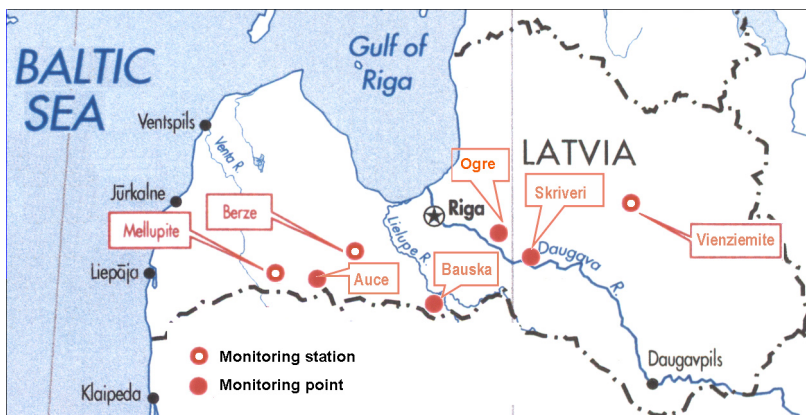 BALTIC
SEA
Gulf of
Riga
Ventspils
Venta R.
Jūrkalne
Mellupite
Berze
Liepāja
Auce
Lielupe R.
Riga
Ogre
LATVIA
Skriveri
Vienziemite
Bauska
Daugava R.
Daugavpils
Klaipeda
Monitoring station
Monitoring point